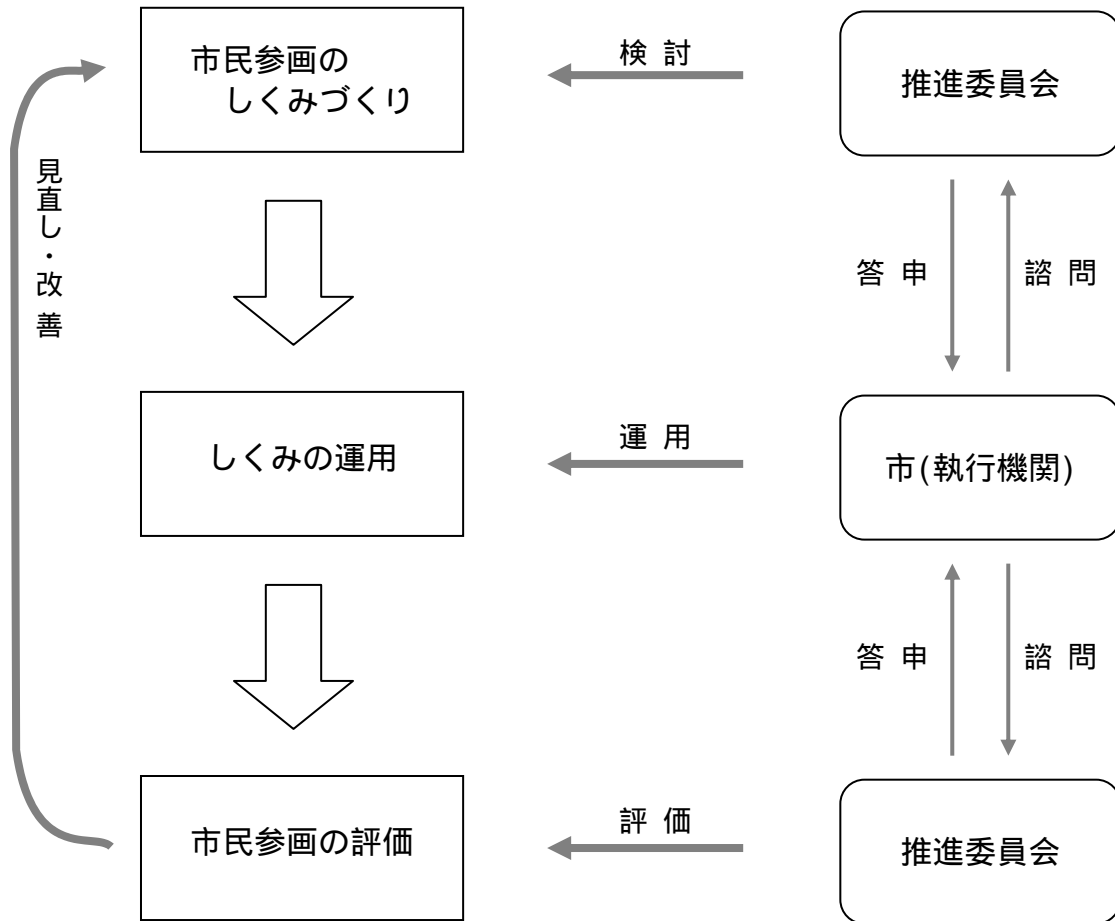 市民参画の
しくみづくり
検討
推進委員会
見直し・改善
答申
諮問
しくみの運用
運用
市(執行機関)
答申
諮問
市民参画の評価
評価
推進委員会